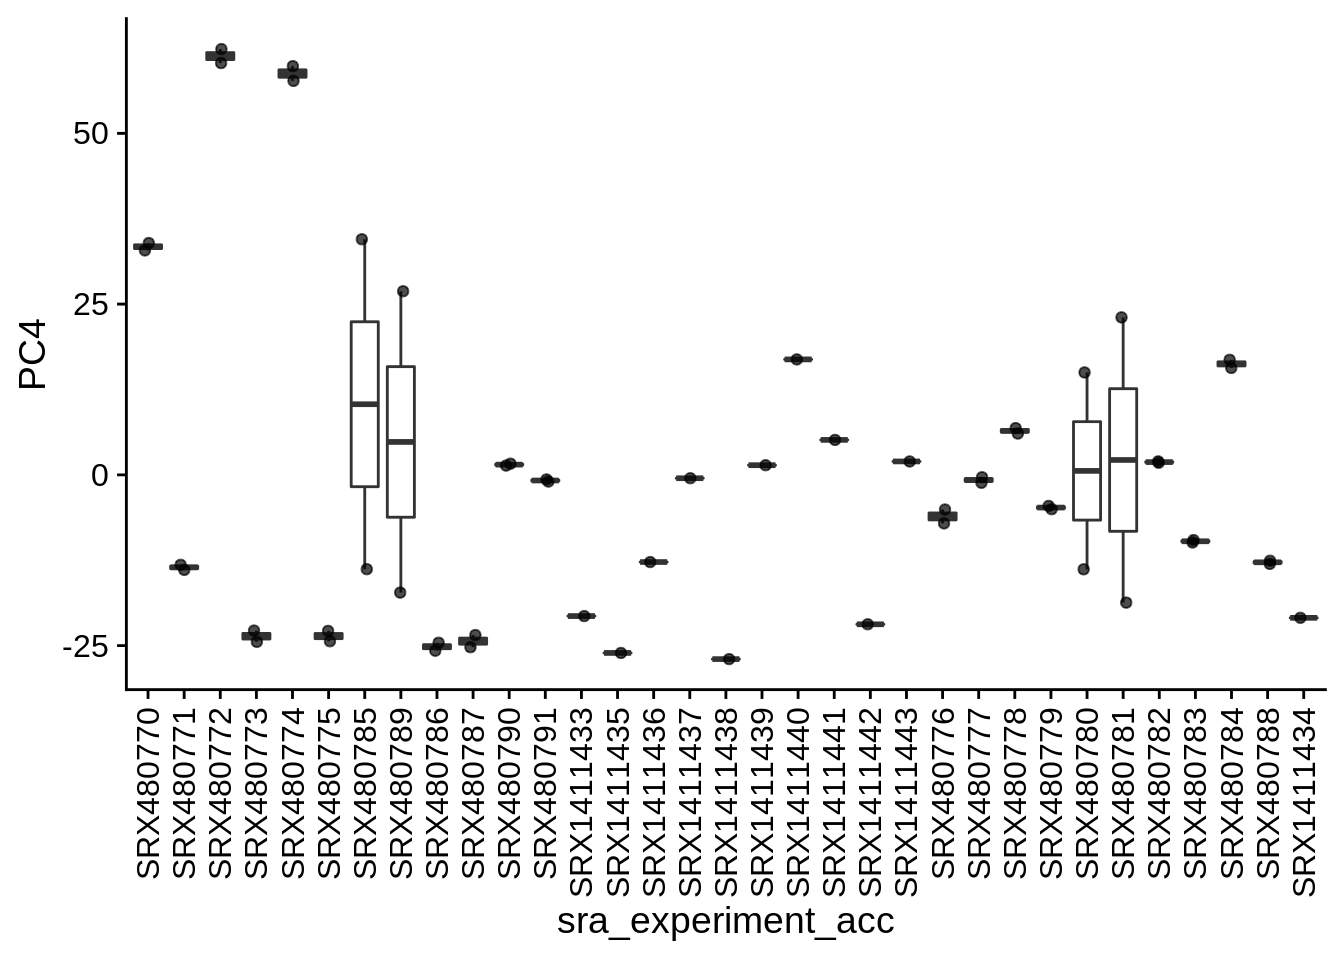 PC4
50
25
0
-25
SRX480770
SRX480771
SRX480772
SRX480773
SRX480774
SRX480775
SRX480785
SRX480789
SRX480786
SRX480787
SRX480790
SRX480791
SRX1411433
SRX1411435
SRX1411436
SRX1411437
SRX1411438
SRX1411439
SRX1411440
SRX1411441
SRX1411442
SRX1411443
SRX480776
SRX480777
SRX480778
SRX480779
SRX480780
SRX480781
SRX480782
SRX480783
SRX480784
SRX480788
SRX1411434
sra_experiment_acc